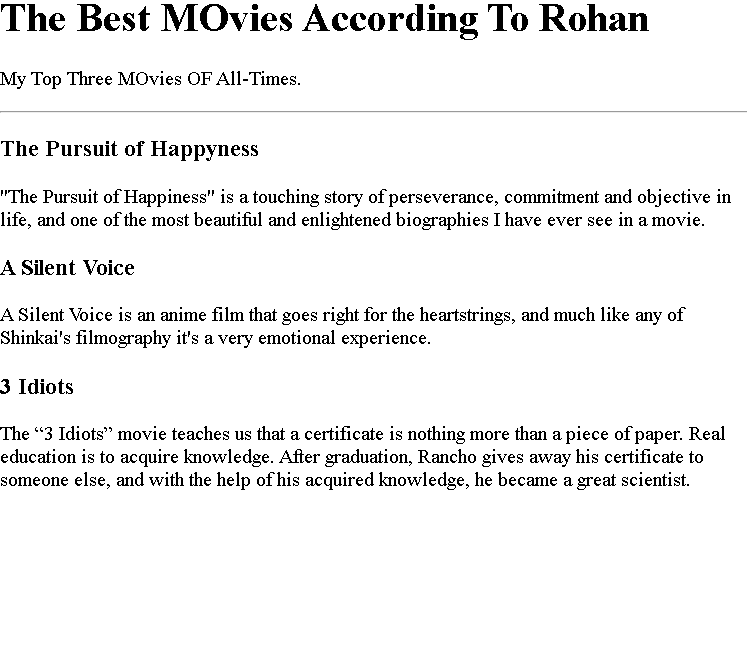 The Best MOvies According To Rohan
My Top Three MOvies OF All-Times.
The Pursuit of Happyness
"The Pursuit of Happiness" is a touching story of perseverance, commitment and objective in
life, and one of the most beautiful and enlightened biographies I have ever see in a movie.
A Silent Voice
A Silent Voice is an anime film that goes right for the heartstrings, and much like any of
Shinkai's filmography it's a very emotional experience.
3 Idiots
The “3 Idiots” movie teaches us that a certificate is nothing more than a piece of paper. Real
education is to acquire knowledge. After graduation, Rancho gives away his certificate to
someone else, and with the help of his acquired knowledge, he became a great scientist.